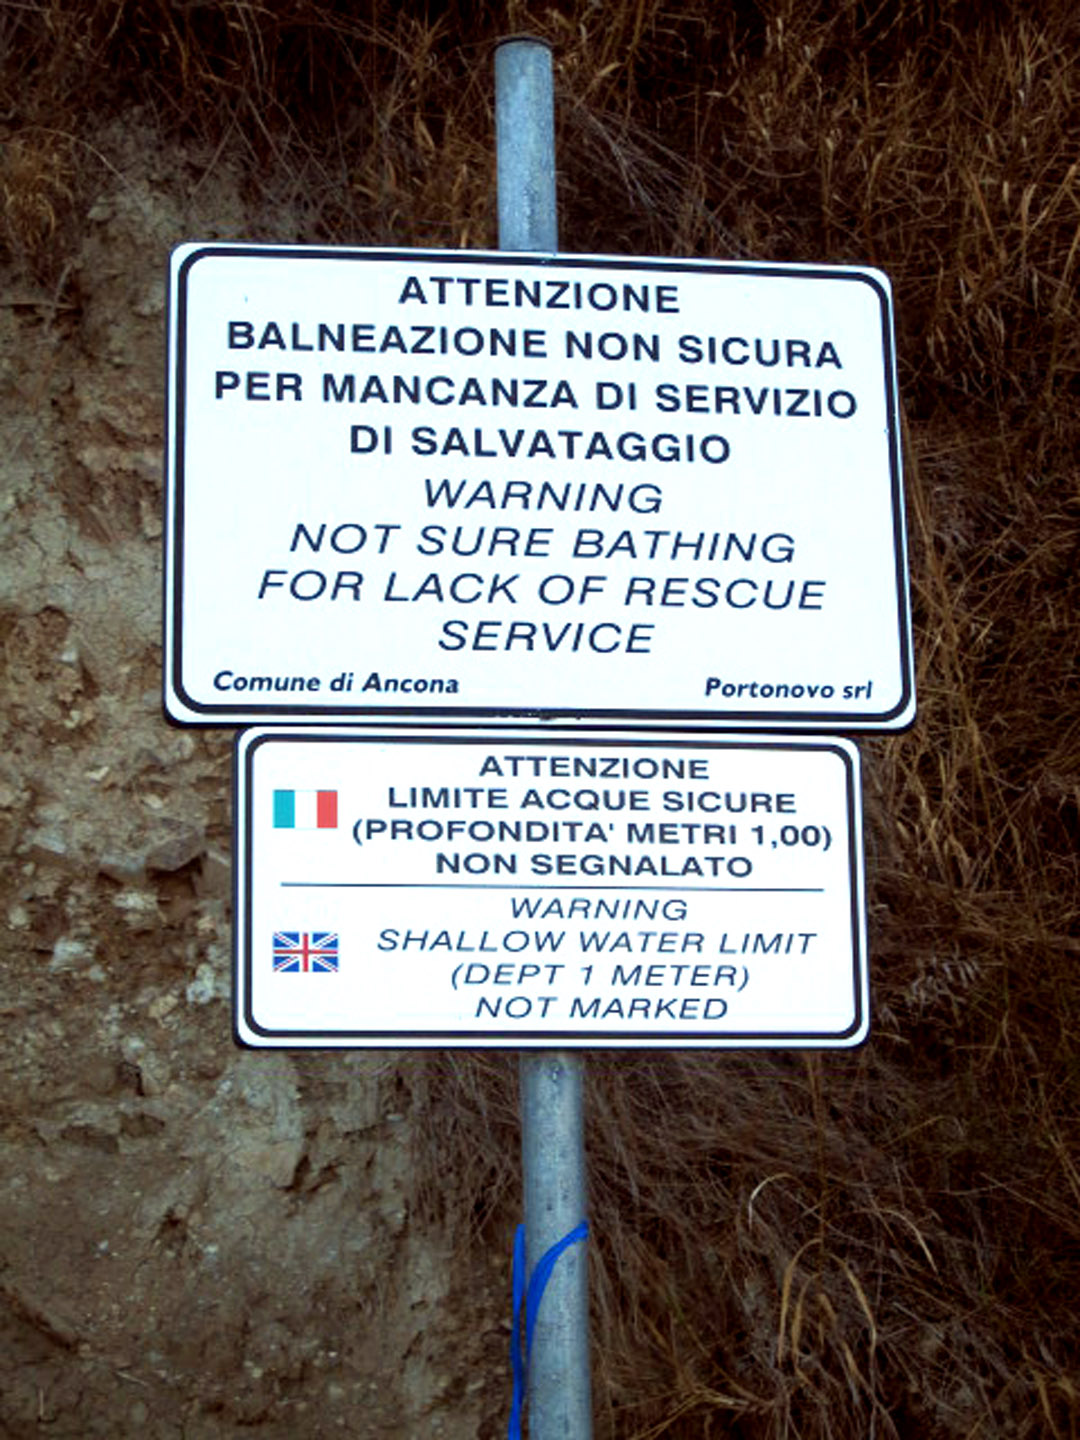 ATTENZIONE
BALNEAZIONE NON SICURA
PER MANCANZA DI SERVIZIO
DI SALVATAGGIO
WARNING
NOT SURE BATHING
FOR LACK OF RESCUE
SERVICE
Comune di Ancona Portonovo srl
ATTENZIONE
LIMITE ACQUE SICURE
(PROFONDITA' METRI 1,00)
NON SEGNALATO
WARNING
SHALLOW WATER LIMIT
(DEPT 1 METER)
NOT MARKED